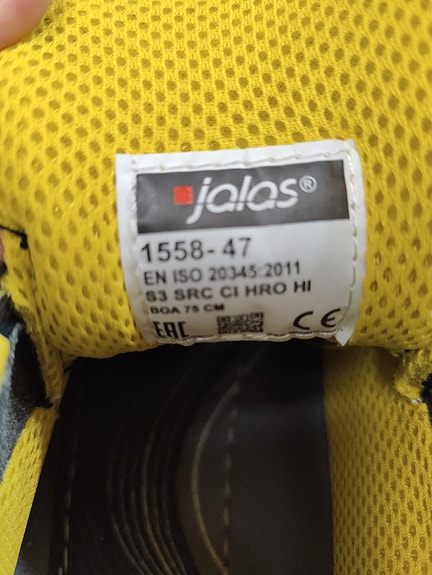 jalas®
1558-47
EN ISO 20345:2011
S3 SRC CI HRO HI
BOA 75 CM
EAC CE